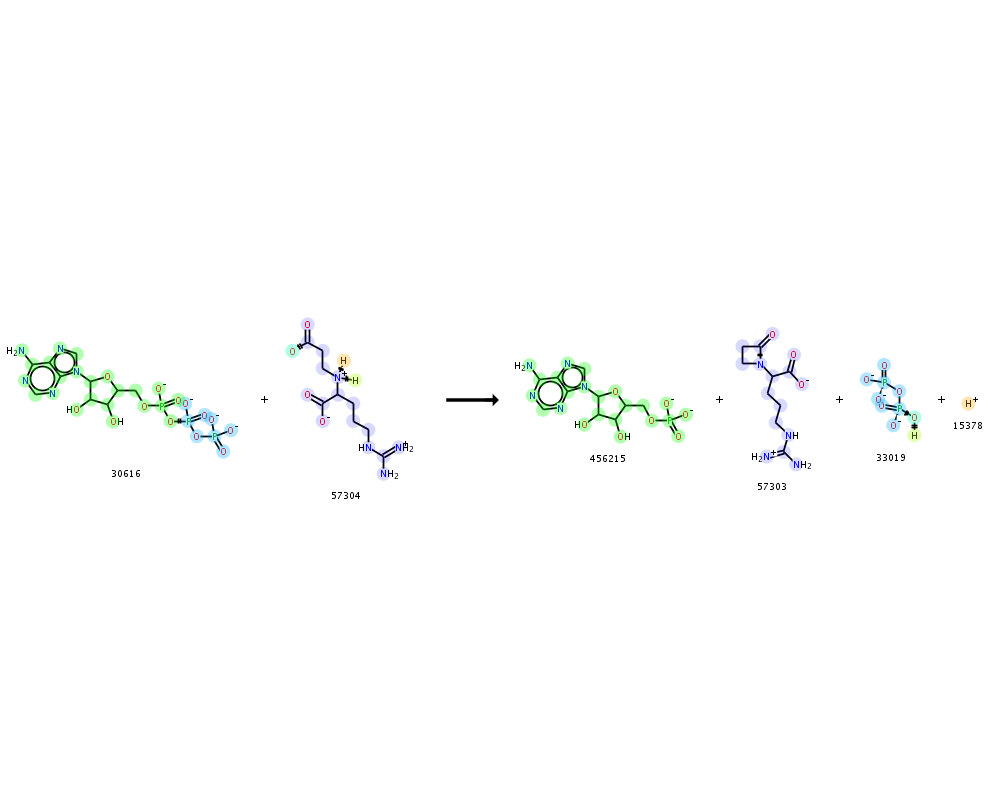 H₂N N N N N O HO OH O O⁻ P O O O⁻ P O O O⁻ P O⁻ O
30616
+
O O⁻ H H N⁺ O O⁻ HN NH₂⁺ NH₂
57304
H₂N N N N N O HO OH O O⁻ P O⁻ O
456215
+
O N O O⁻ NH H₂N⁺ NH₂
57303
+
O O⁻ P O⁻ O O P O⁻ O H
33019
+
H⁺
15378